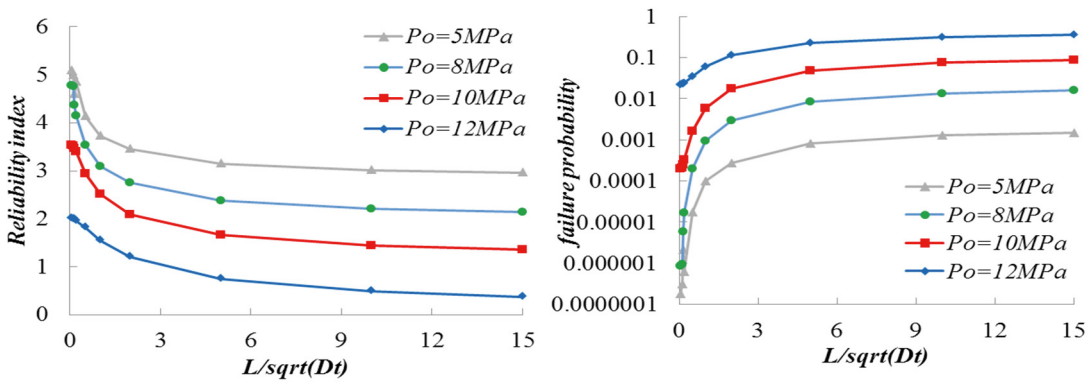 6
5
4
3
2
1
0
Reliability index
0 3 6 9 12 15
L/sqrt(Dt)
Po=5MPa
Po=8MPa
Po=10MPa
Po=12MPa
1
0.1
0.01
0.001
0.0001
0.00001
0.000001
0.0000001
failure probability
0 3 6 9 12 15
L/sqrt(Dt)
Po=5MPa
Po=8MPa
Po=10MPa
Po=12MPa